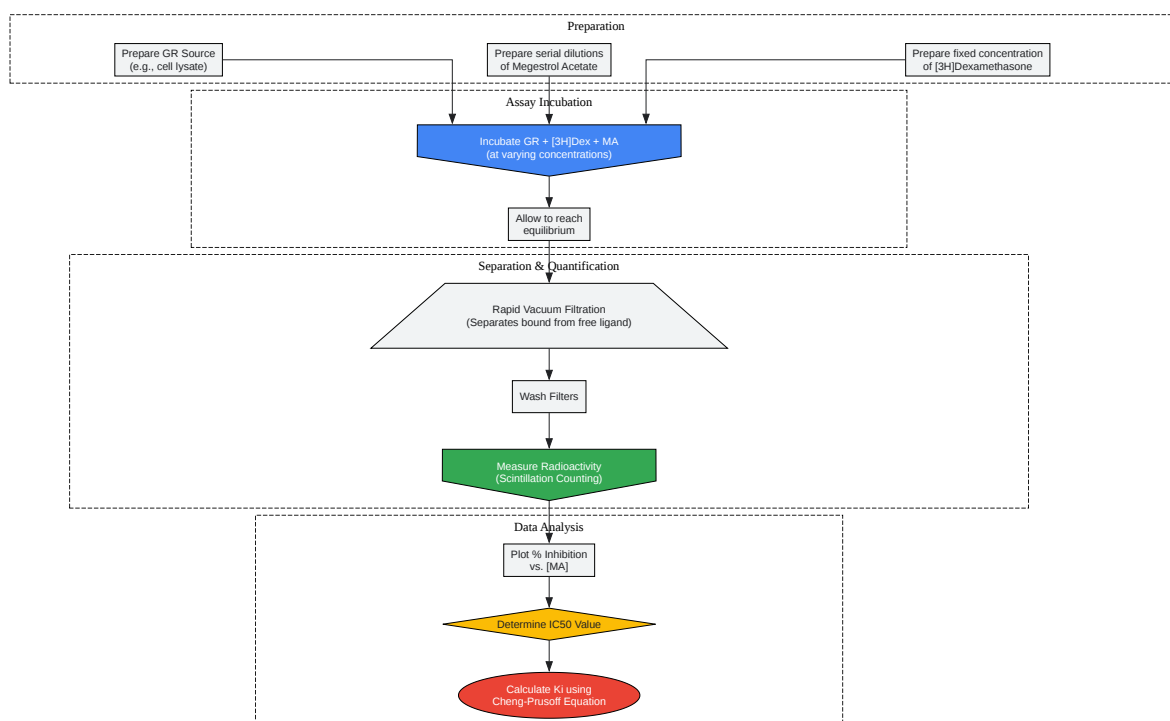 Preparation
Prepare GR Source
(e.g., cell lysate)
Prepare serial dilutions
of Megestrol Acetate
Prepare fixed concentration
of [3H]Dexamethasone
Assay Incubation
Incubate GR + [3H]Dex + MA
(at varying concentrations)
Allow to reach
equilibrium
Separation & Quantification
Rapid Vacuum Filtration
(Separates bound from free ligand)
Wash Filters
Measure Radioactivity
(Scintillation Counting)
Data Analysis
Plot % Inhibition
vs. [MA]
Determine IC50 Value
Calculate Ki using
Cheng-Prusoff Equation